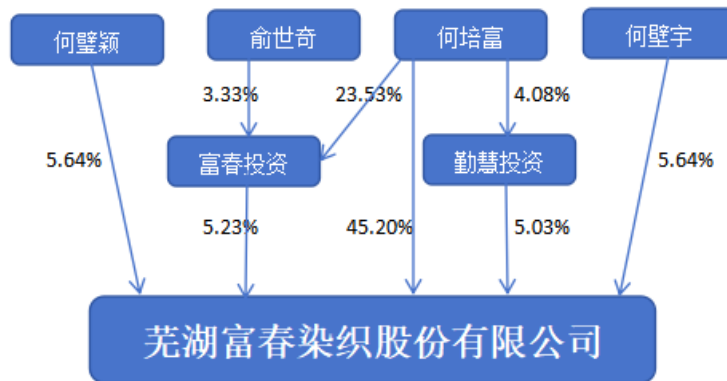 何璧颖
俞世奇
何培富
何壁宇
3.33%
23.53%
4.08%
5.64%
富春投资
勤慧投资
5.64%
5.23%
45.20%
5.03%
芜湖富春染织股份有限公司